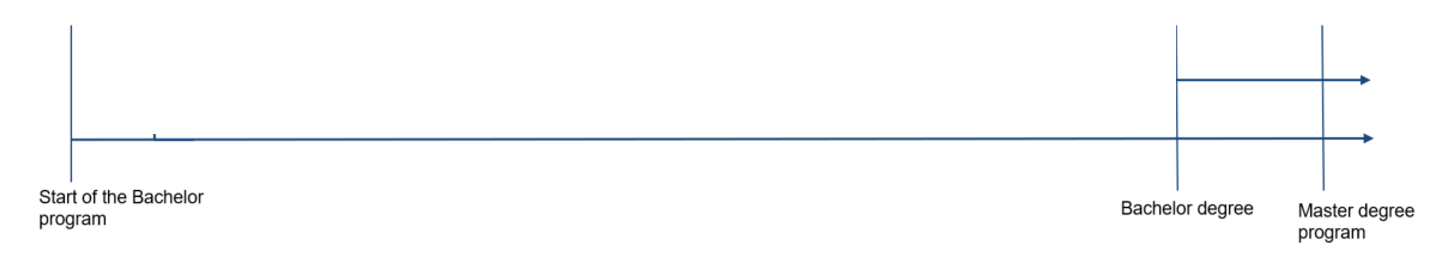 Start of the Bachelor
program
Bachelor degree
Master degree
program